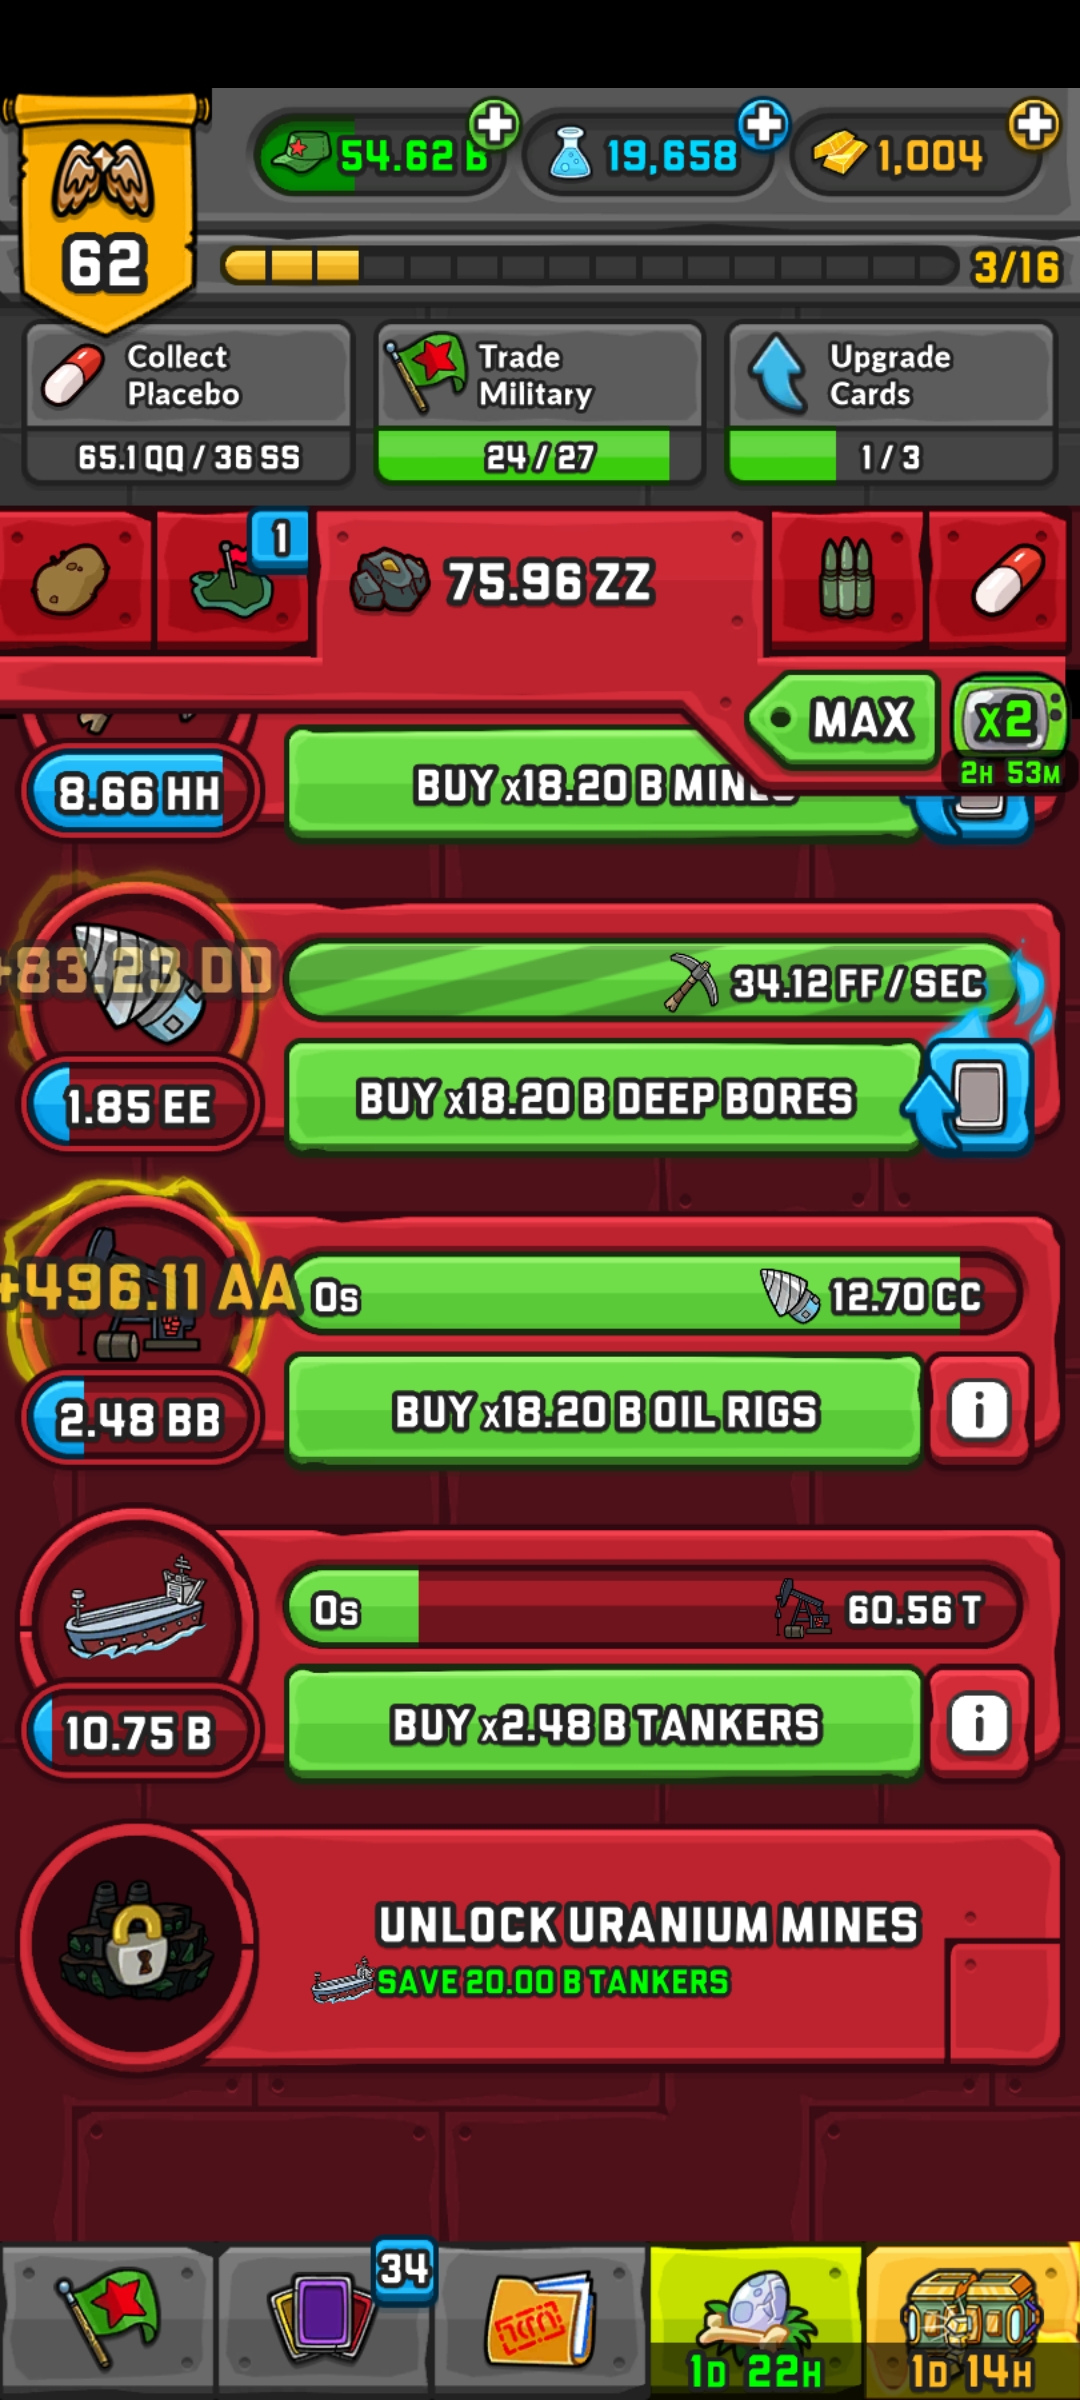 54.62 B
19,658
1,004
62
3/16
Collect
Placebo
65.1 QQ / 36 SS
Trade
Military
24 / 27
Upgrade
Cards
1 / 3
1
75.96 ZZ
MAX
x2
2H 53M
8.66 HH
BUY x18.20 B MINES
+83.23 DD
34.12 FF / SEC
1.85 EE
BUY x18.20 B DEEP BORES
+496.11 AA
0s
12.70 CC
2.48 BB
BUY x18.20 B OIL RIGS
i
0s
60.56 T
10.75 B
BUY x2.48 B TANKERS
i
UNLOCK URANIUM MINES
SAVE 20.00 B TANKERS
34
1D 22H
1D 14H